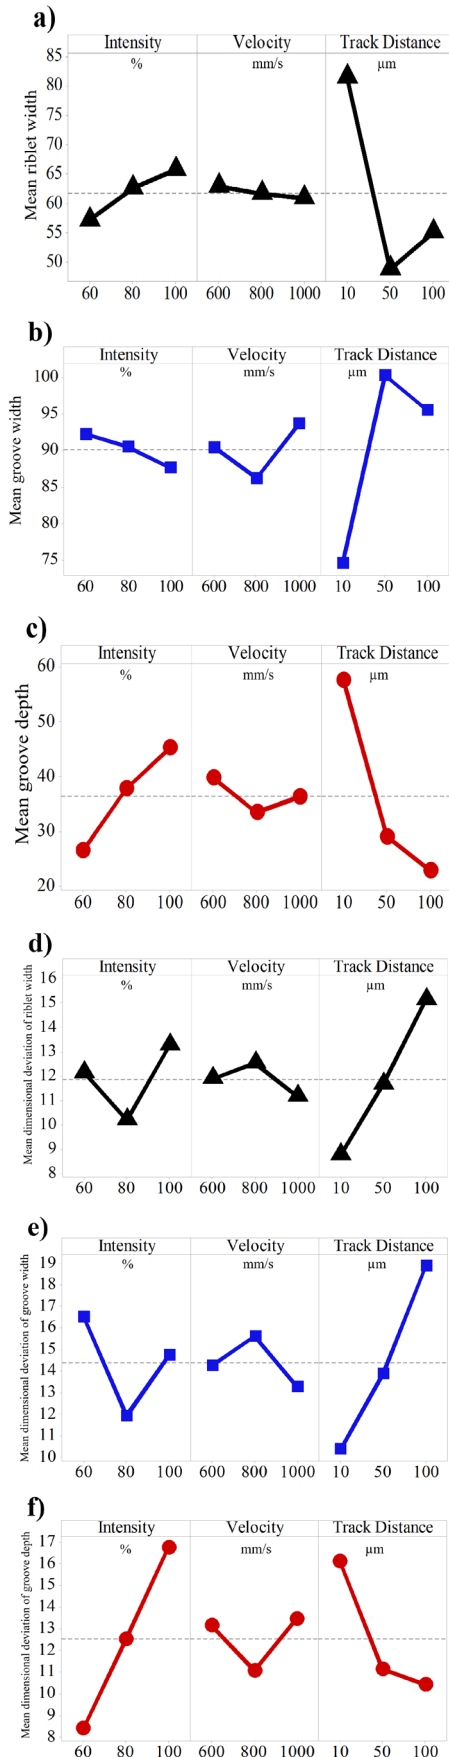 a)
Intensity Velocity Track Distance
% mm/s µm
Mean riblet width
85
80
75
70
65
60
55
50
60 80 100 600 800 1000 10 50 100
b)
Intensity Velocity Track Distance
% mm/s µm
Mean groove width
100
95
90
85
80
75
60 80 100 600 800 1000 10 50 100
c)
Intensity Velocity Track Distance
% mm/s µm
Mean groove depth
60
50
40
30
20
60 80 100 600 800 1000 10 50 100
d)
Intensity Velocity Track Distance
% mm/s µm
Mean dimensional deviation of riblet width
16
15
14
13
12
11
10
9
8
60 80 100 600 800 1000 10 50 100
e)
Intensity Velocity Track Distance
% mm/s µm
Mean dimensional deviation of groove width
19
18
17
16
15
14
13
12
11
10
60 80 100 600 800 1000 10 50 100
f)
Intensity Velocity Track Distance
% mm/s µm
Mean dimensional deviation of groove depth
17
16
15
14
13
12
11
10
9
8
60 80 100 600 800 1000 10 50 100